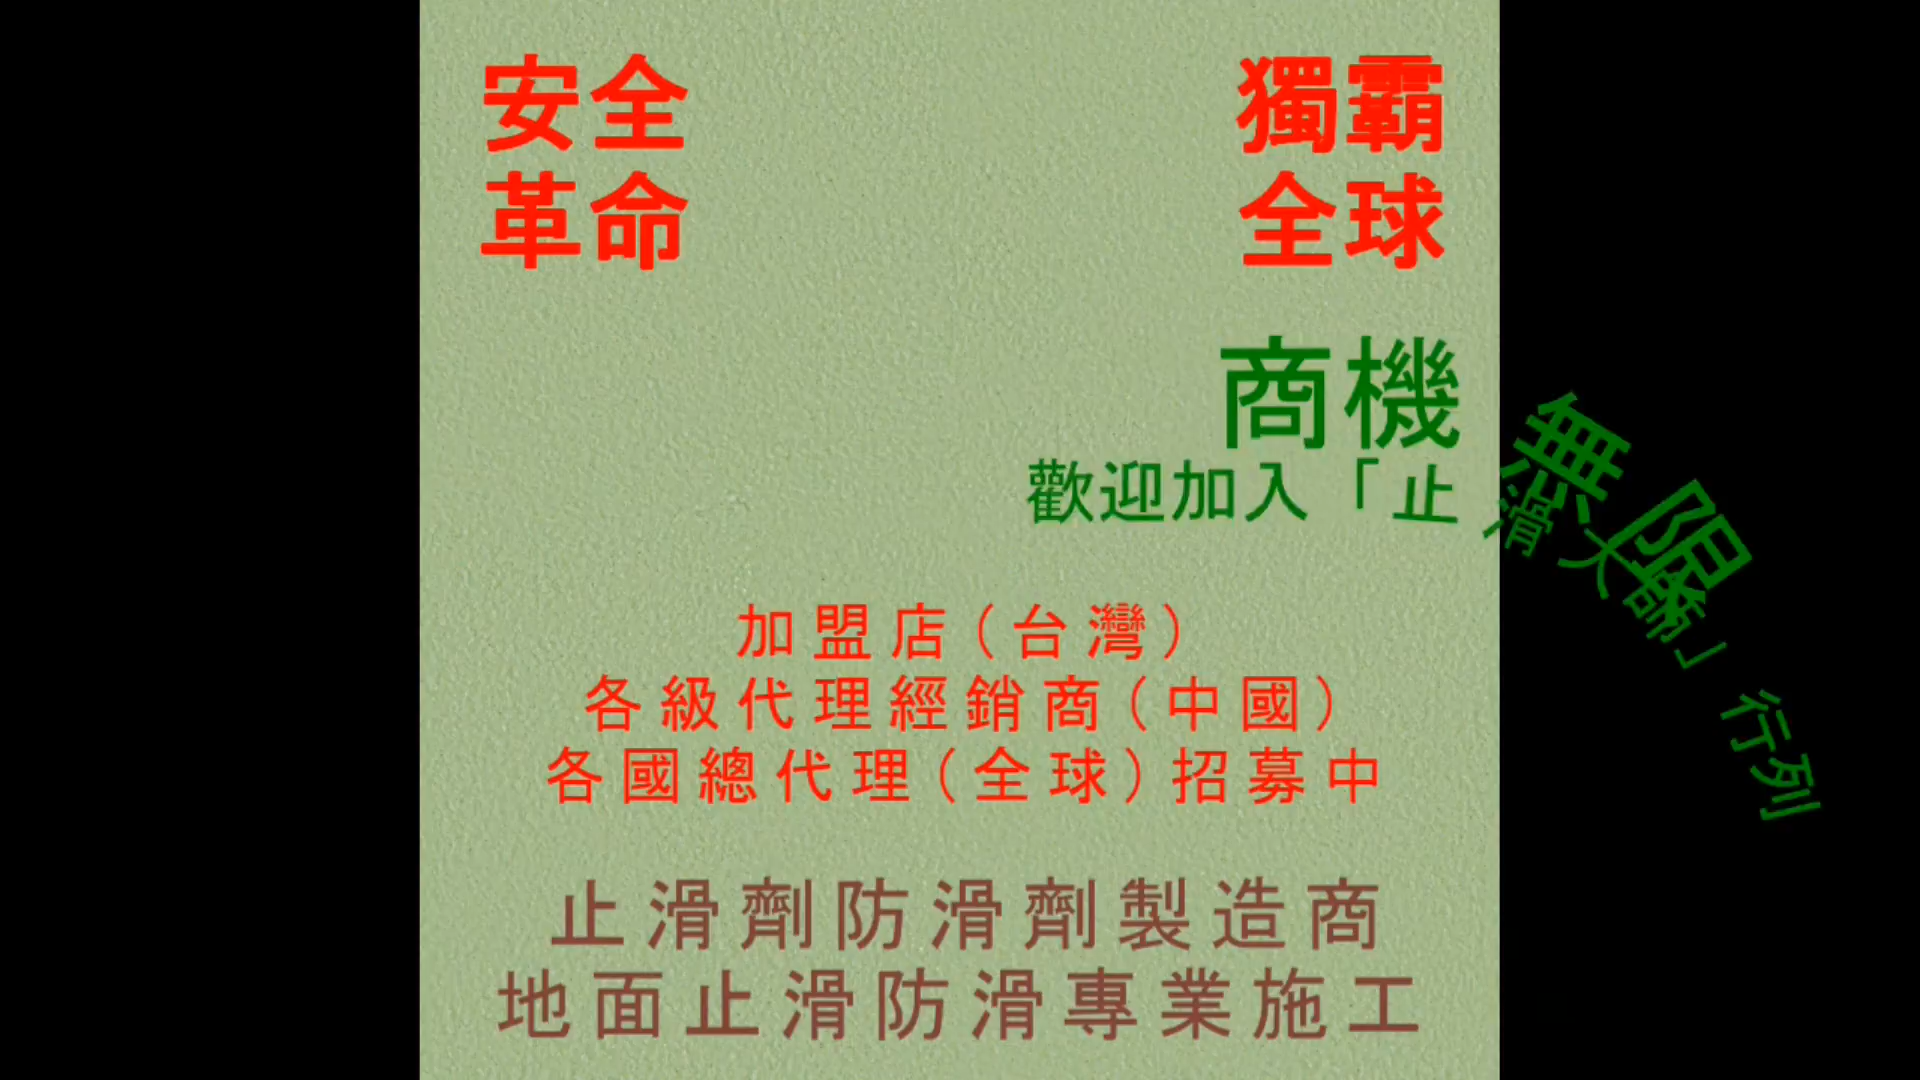 安全
革命
獨霸
全球
商機無限
歡迎加入「止滑大師」行列
加盟店(台灣)
各級代理經銷商(中國)
各國總代理(全球)招募中
止滑劑防滑劑製造商
地面止滑防滑專業施工